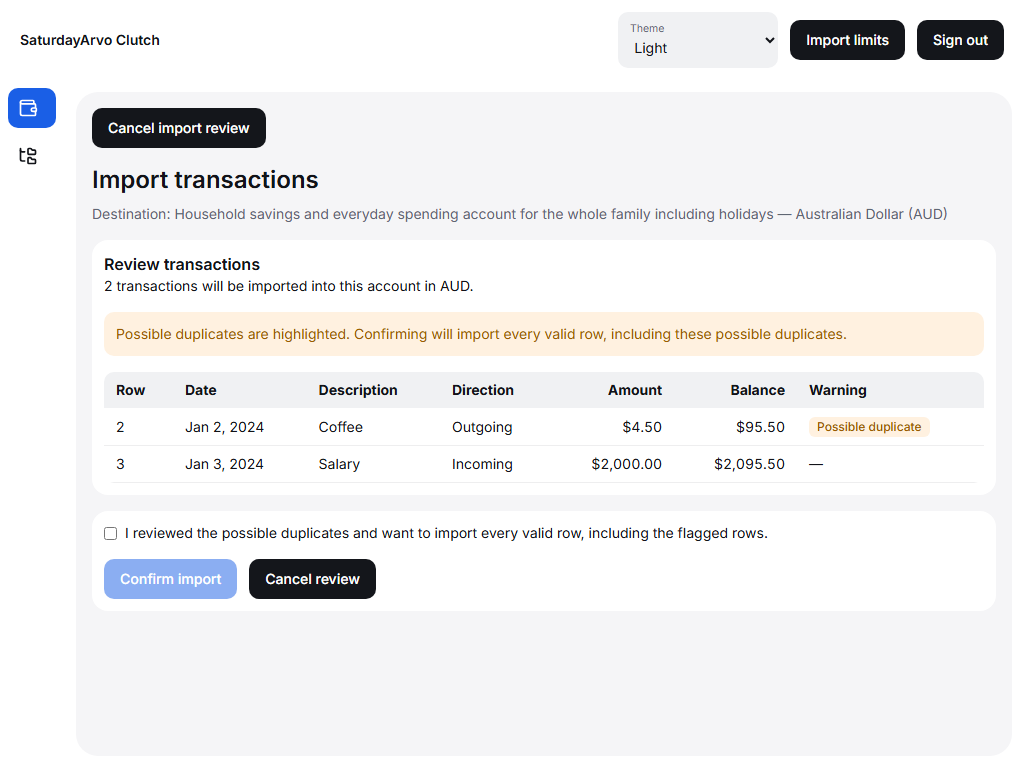 SaturdayArvo Clutch
Theme
Light
Import limits
Sign out
Cancel import review
Import transactions
Destination: Household savings and everyday spending account for the whole family including holidays — Australian Dollar (AUD)
Review transactions
2 transactions will be imported into this account in AUD.
Possible duplicates are highlighted. Confirming will import every valid row, including these possible duplicates.
Row Date Description Direction Amount Balance Warning
2 Jan 2, 2024 Coffee Outgoing $4.50 $95.50 Possible duplicate
3 Jan 3, 2024 Salary Incoming $2,000.00 $2,095.50 —
I reviewed the possible duplicates and want to import every valid row, including the flagged rows.
Confirm import
Cancel review